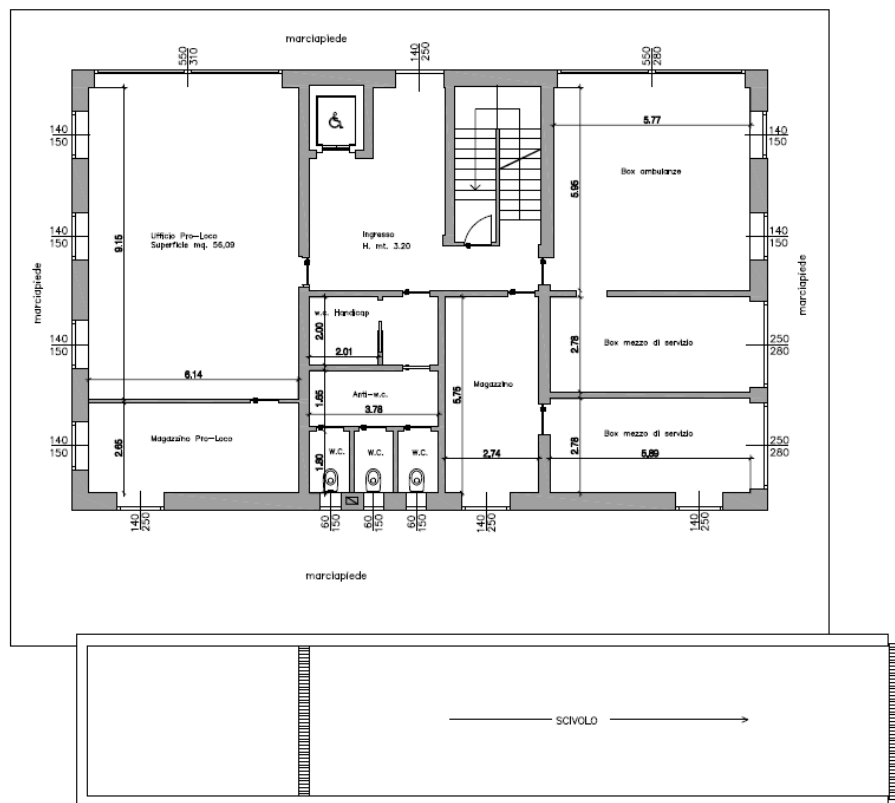 marciapiede
550
310
140
250
550
280
140
150
5.77
140
150
Box ambulanze
5.95
9.15
Ufficio Pro-Loco
Superficie mq. 56,09
Ingresso
H. mt. 3.20
140
150
140
150
marciapiede
marciapiede
w.c. Handicap
2.00
2.01
140
150
2.78
Box mezzo di servizio
250
280
6.14
Magazzino
5.75
Anti-w.c.
1.65
3.78
Magazzino Pro-Loco
2.65
140
150
w.c.
w.c.
w.c.
1.80
2.74
2.78
Box mezzo di servizio
5.89
250
280
140
250
60
150
60
150
60
150
140
250
140
250
marciapiede
SCIVOLO